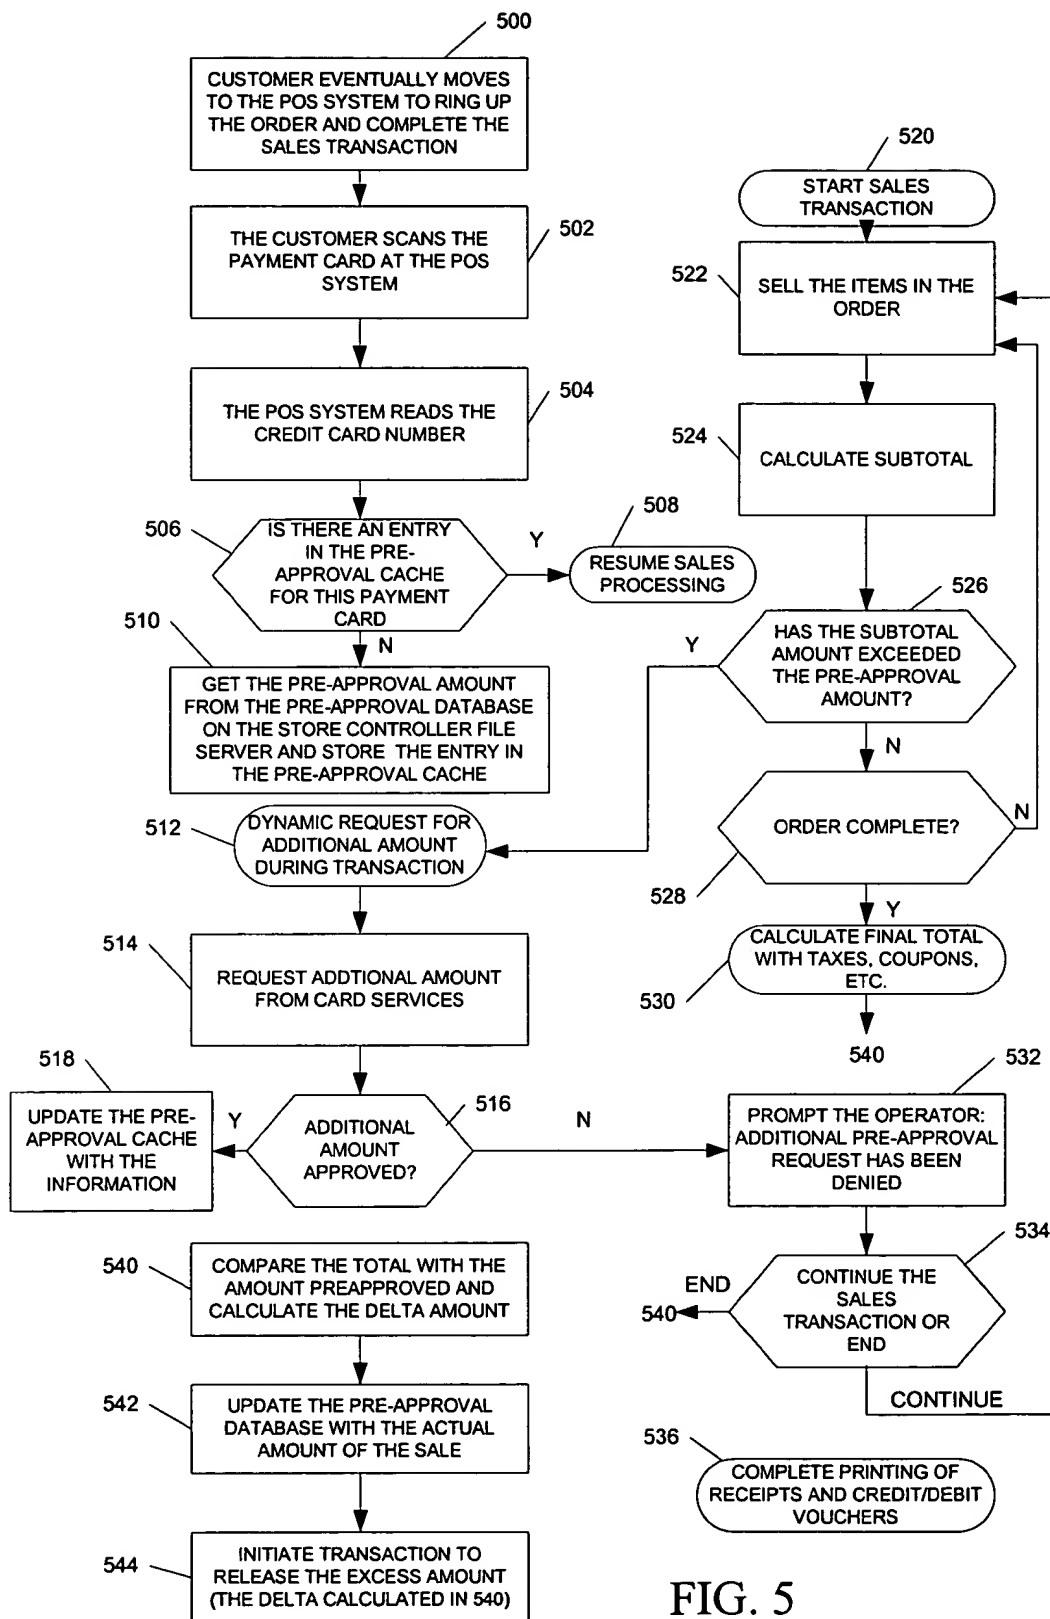 500
CUSTOMER EVENTUALLY MOVES
TO THE POS SYSTEM TO RING UP
THE ORDER AND COMPLETE THE
SALES TRANSACTION
502
THE CUSTOMER SCANS THE
PAYMENT CARD AT THE POS
SYSTEM
504
THE POS SYSTEM READS THE
CREDIT CARD NUMBER
506
IS THERE AN ENTRY
IN THE PRE-
APPROVAL CACHE
FOR THIS PAYMENT
CARD
Y
508
RESUME SALES
PROCESSING
N
510
GET THE PRE-APPROVAL AMOUNT
FROM THE PRE-APPROVAL DATABASE
ON THE STORE CONTROLLER FILE
SERVER AND STORE THE ENTRY IN
THE PRE-APPROVAL CACHE
512
DYNAMIC REQUEST FOR
ADDITIONAL AMOUNT
DURING TRANSACTION
514
REQUEST ADDTIONAL AMOUNT
FROM CARD SERVICES
516
ADDITIONAL
AMOUNT
APPROVED?
Y
N
518
UPDATE THE PRE-
APPROVAL CACHE
WITH THE
INFORMATION
520
START SALES
TRANSACTION
522
SELL THE ITEMS IN THE
ORDER
524
CALCULATE SUBTOTAL
526
HAS THE SUBTOTAL
AMOUNT EXCEEDED
THE PRE-APPROVAL
AMOUNT?
Y
N
528
ORDER COMPLETE?
N
Y
530
CALCULATE FINAL TOTAL
WITH TAXES, COUPONS,
ETC.
540
532
PROMPT THE OPERATOR:
ADDITIONAL PRE-APPROVAL
REQUEST HAS BEEN
DENIED
534
CONTINUE THE
SALES
TRANSACTION OR
END
END
540
CONTINUE
536
COMPLETE PRINTING OF
RECEIPTS AND CREDIT/DEBIT
VOUCHERS
540
COMPARE THE TOTAL WITH THE
AMOUNT PREAPPROVED AND
CALCULATE THE DELTA AMOUNT
542
UPDATE THE PRE-APPROVAL
DATABASE WITH THE ACTUAL
AMOUNT OF THE SALE
544
INITIATE TRANSACTION TO
RELEASE THE EXCESS AMOUNT
(THE DELTA CALCULATED IN 540)
FIG. 5